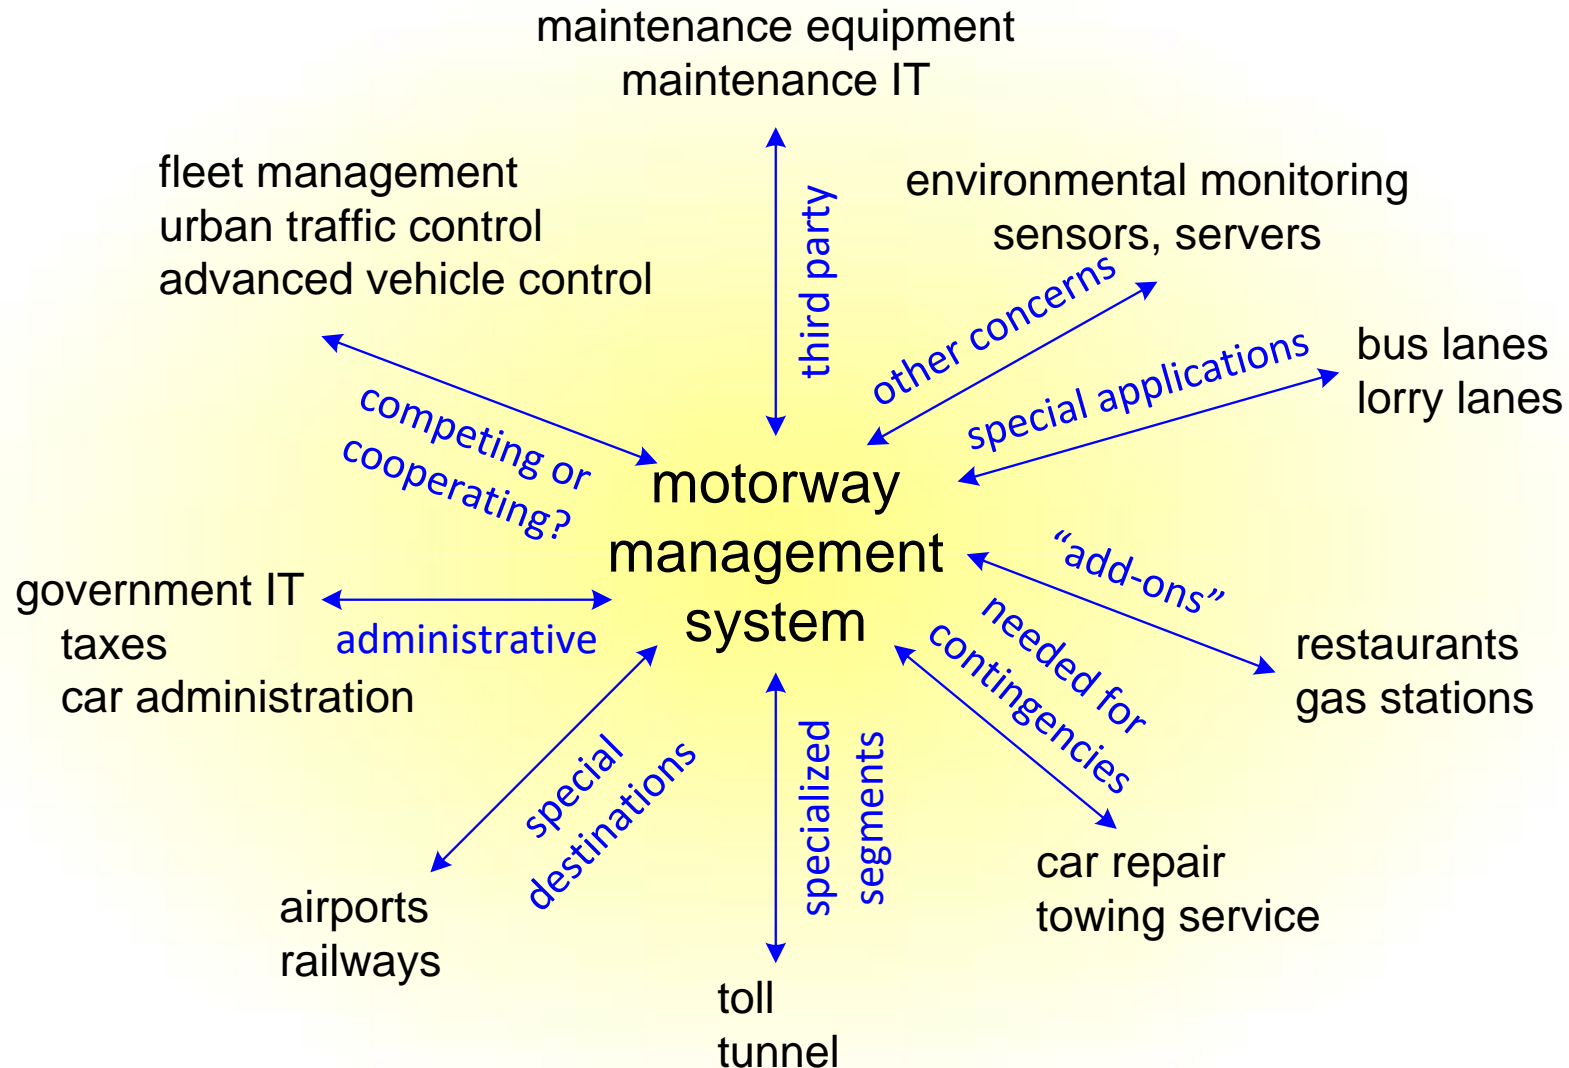 maintenance equipment
maintenance IT
third party
fleet management
urban traffic control
advanced vehicle control
competing or
cooperating?
environmental monitoring
sensors, servers
other concerns
special applications
bus lanes
lorry lanes
motorway
management
system
“add-ons”
restaurants
gas stations
needed for
contingencies
car repair
towing service
government IT
taxes
car administration
administrative
special
destinations
airports
railways
specialized
segments
toll
tunnel